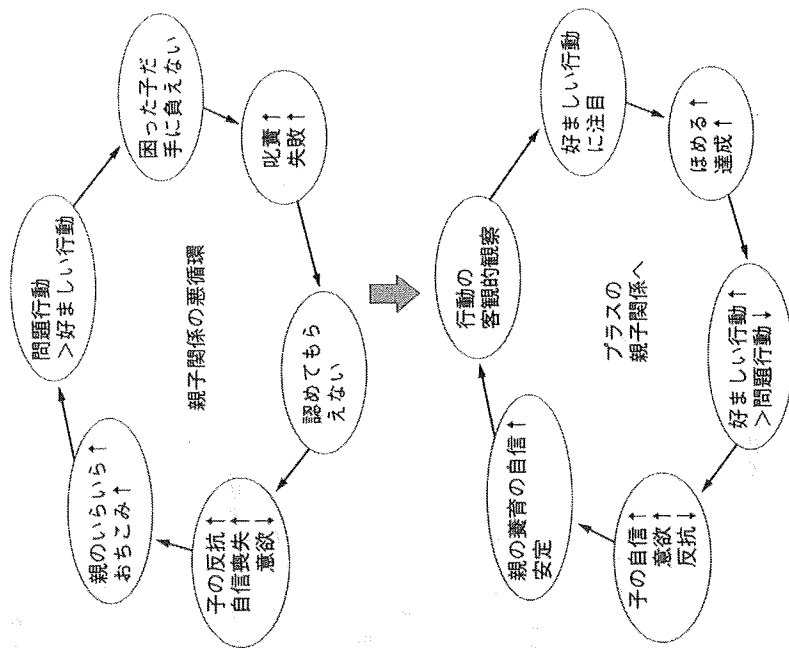 問題行動
＞好ましい行動
困った子だ
手に負えない
叱責↑
失敗↑
認めてもら
えない
子の反抗↑
自信喪失↑
意欲↓
親のいらいら↑
おちこみ↑
親子関係の悪循環
行動の
客観的観察
好ましい行動
に注目
ほめる↑
達成↑
好ましい行動↑
＞問題行動↓
子の自信↑
意欲↑
反抗↓
親の養育の自信↑
安定
プラスの
親子関係へ